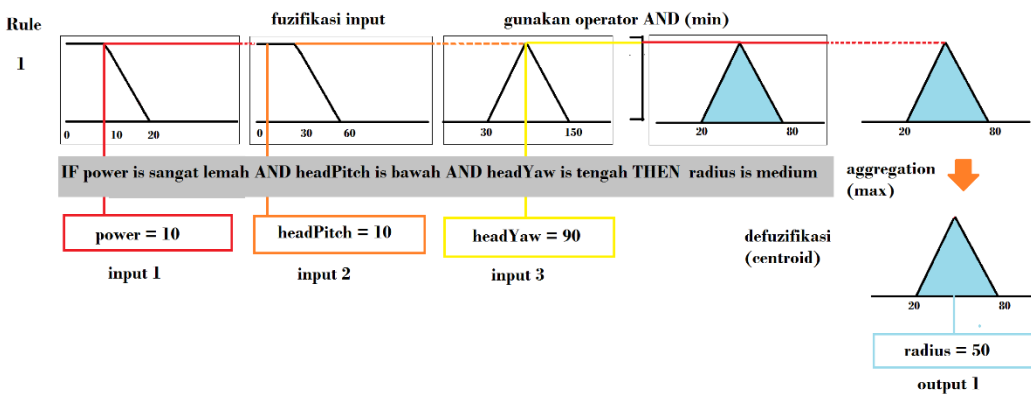 Rule
fuzifikasi input
gunakan operator AND (min)
1
0 10 20
0 30 60
30 150
20 80
20 80
IF power is sangat lemah AND headPitch is bawah AND headYaw is tengah THEN radius is medium
aggregation
(max)
power = 10
headPitch = 10
headYaw = 90
input 1
input 2
input 3
defuzifikasi
(centroid)
20 80
radius = 50
output 1